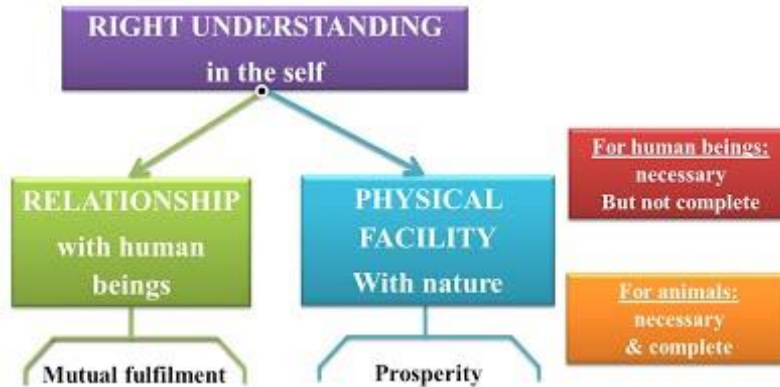 RIGHT UNDERSTANDING
in the self
RELATIONSHIP
with human
beings
PHYSICAL
FACILITY
With nature
For human beings:
necessary
But not complete
For animals:
necessary
& complete
Mutual fulfilment
Prosperity